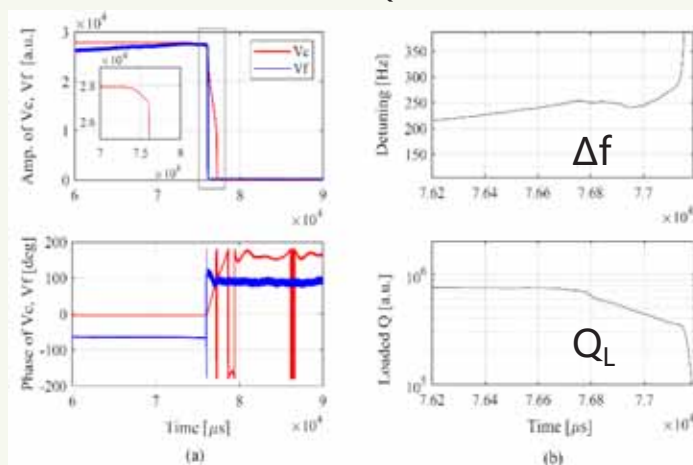 ×10⁴
Amp. of Vc, Vf [a.u.]
3
2
1
0
Vc
Vf
×10⁴
2.8
2.6
7 7.5 8
×10⁴
6 7 8 9
×10⁴
Phase of Vc, Vf [deg]
200
100
0
-100
-200
6 7 8 9
Time [μs] ×10⁴
(a)
Detuning [Hz]
350
300
250
200
150
Δf
7.62 7.64 7.66 7.68 7.7
×10⁴
Loaded Q [a.u.]
10⁶
10⁵
Q_L
7.62 7.64 7.66 7.68 7.7
Time [μs] ×10⁴
(b)